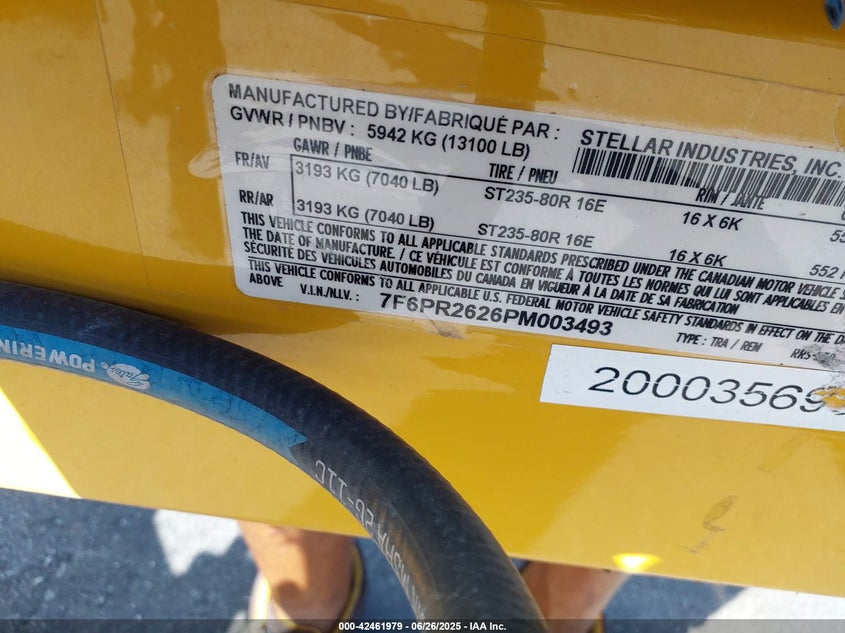 MANUFACTURED BY/FABRIQUÉ PAR : STELLAR INDUSTRIES, INC.
GVWR / PNBV : 5942 KG (13100 LB)
GAWR / PNBE TIRE / PNEU RIM / JANTE
FR/AV 3193 KG (7040 LB) ST235-80R 16E 16 X 6K
RR/AR 3193 KG (7040 LB) ST235-80R 16E 16 X 6K 552
THIS VEHICLE CONFORMS TO ALL APPLICABLE STANDARDS PRESCRIBED UNDER THE CANADIAN MOTOR VEHICLE
THE DATE OF MANUFACTURE. / CE VÉHICULE EST CONFORME À TOUTES LES NORMES QUI LUI SONT APPLICABLES EN
SÉCURITÉ DES VÉHICULES AUTOMOBILES DU CANADA EN VIGUEUR À LA DATE DE SA FABRICATION
THIS VEHICLE CONFORMS TO ALL APPLICABLE U.S. FEDERAL MOTOR VEHICLE SAFETY STANDARDS IN EFFECT ON THE
ABOVE V.I.N./N.I.V.: 7F6PR2626PM003493 TYPE : TRA / REM
20003569
Gates® POWERIN
000-42461979 - 06/26/2025 - IAA Inc.